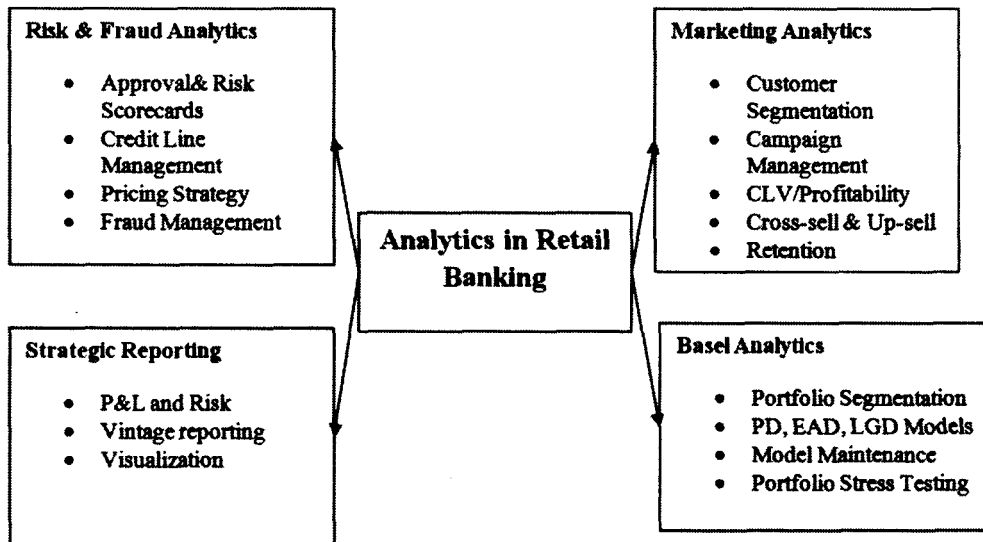 Risk & Fraud Analytics
• Approval& Risk
Scorecards
• Credit Line
Management
• Pricing Strategy
• Fraud Management
Marketing Analytics
• Customer
Segmentation
• Campaign
Management
• CLV/Profitability
• Cross-sell & Up-sell
• Retention
Analytics in Retail
Banking
Strategic Reporting
• P&L and Risk
• Vintage reporting
• Visualization
Basel Analytics
• Portfolio Segmentation
• PD, EAD, LGD Models
• Model Maintenance
• Portfolio Stress Testing